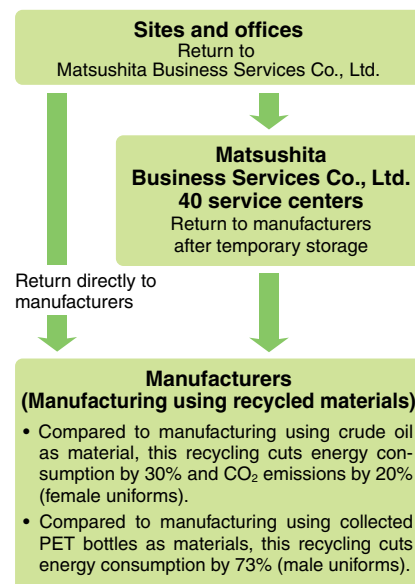 Sites and offices
Return to
Matsushita Business Services Co., Ltd.
Matsushita
Business Services Co., Ltd.
40 service centers
Return to manufacturers
after temporary storage
Return directly to
manufacturers
Manufacturers
(Manufacturing using recycled materials)
• Compared to manufacturing using crude oil
as material, this recycling cuts energy con-
sumption by 30% and CO₂ emissions by 20%
(female uniforms).
• Compared to manufacturing using collected
PET bottles as materials, this recycling cuts
energy consumption by 73% (male uniforms).